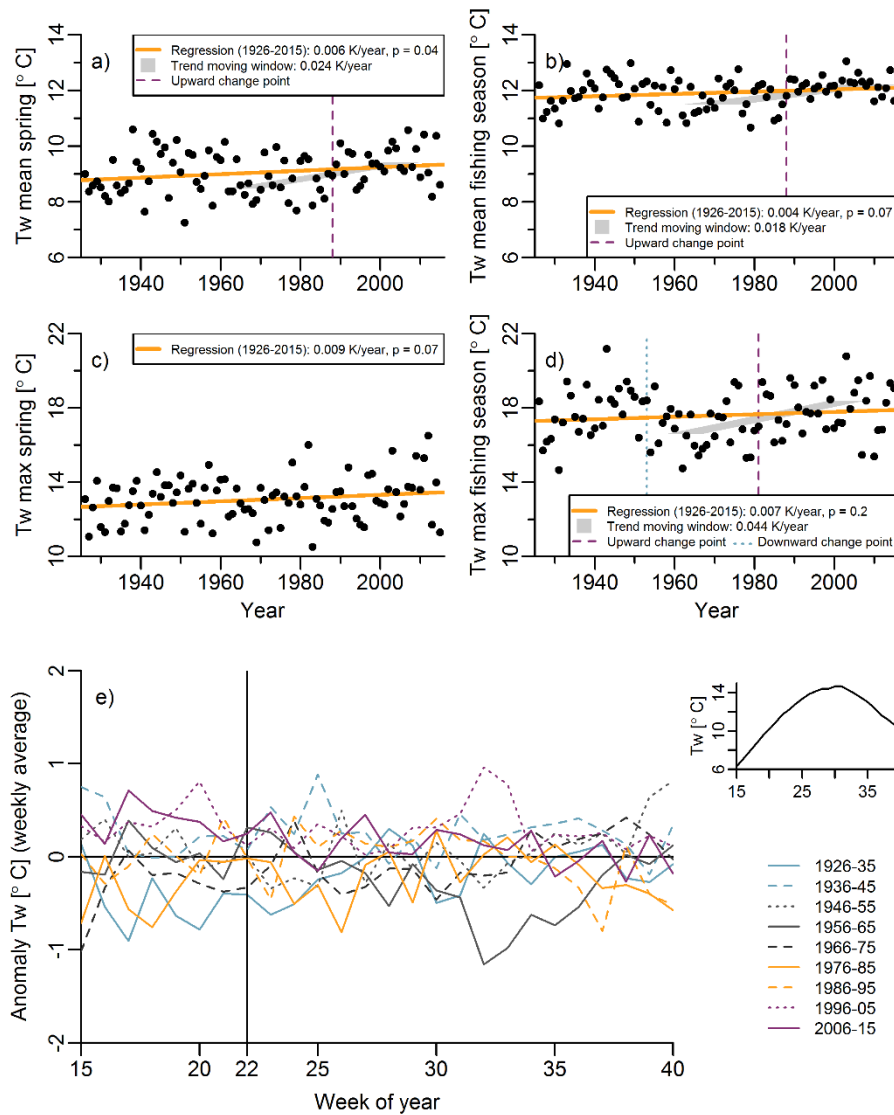 a)
Regression (1926-2015): 0.006 K/year, p = 0.04
Trend moving window: 0.024 K/year
Upward change point
Tw mean spring [° C]
14
12
10
8
6
1940
1960
1980
2000
b)
Regression (1926-2015): 0.004 K/year, p = 0.07
Trend moving window: 0.018 K/year
Upward change point
Tw mean fishing season [° C]
14
12
10
8
6
1940
1960
1980
2000
c)
Regression (1926-2015): 0.009 K/year, p = 0.07
Tw max spring [° C]
22
18
14
10
1940
1960
1980
2000
Year
d)
Regression (1926-2015): 0.007 K/year, p = 0.2
Trend moving window: 0.044 K/year
Upward change point Downward change point
Tw max fishing season [° C]
22
18
14
10
1940
1960
1980
2000
Year
e)
Anomaly Tw [° C] (weekly average)
2
1
0
-1
-2
15
20
22
25
30
35
40
Week of year
Tw [° C]
14
10
6
15
25
35
1926-35
1936-45
1946-55
1956-65
1966-75
1976-85
1986-95
1996-05
2006-15